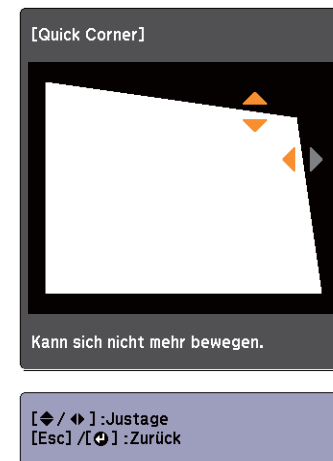 [Quick Corner]
Kann sich nicht mehr bewegen.
[◆/◆] :Justage
[Esc] /[↵] :Zurück